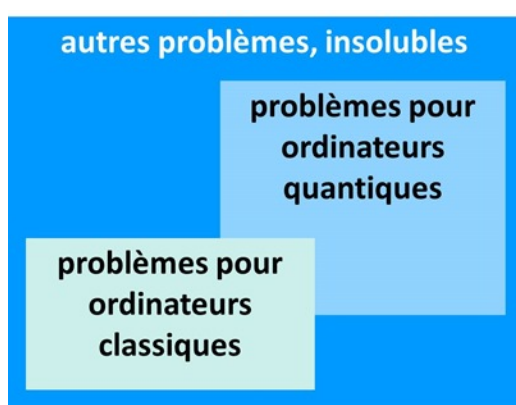 autres problèmes, insolubles
problèmes pour
ordinateurs
quantiques
problèmes pour
ordinateurs
classiques